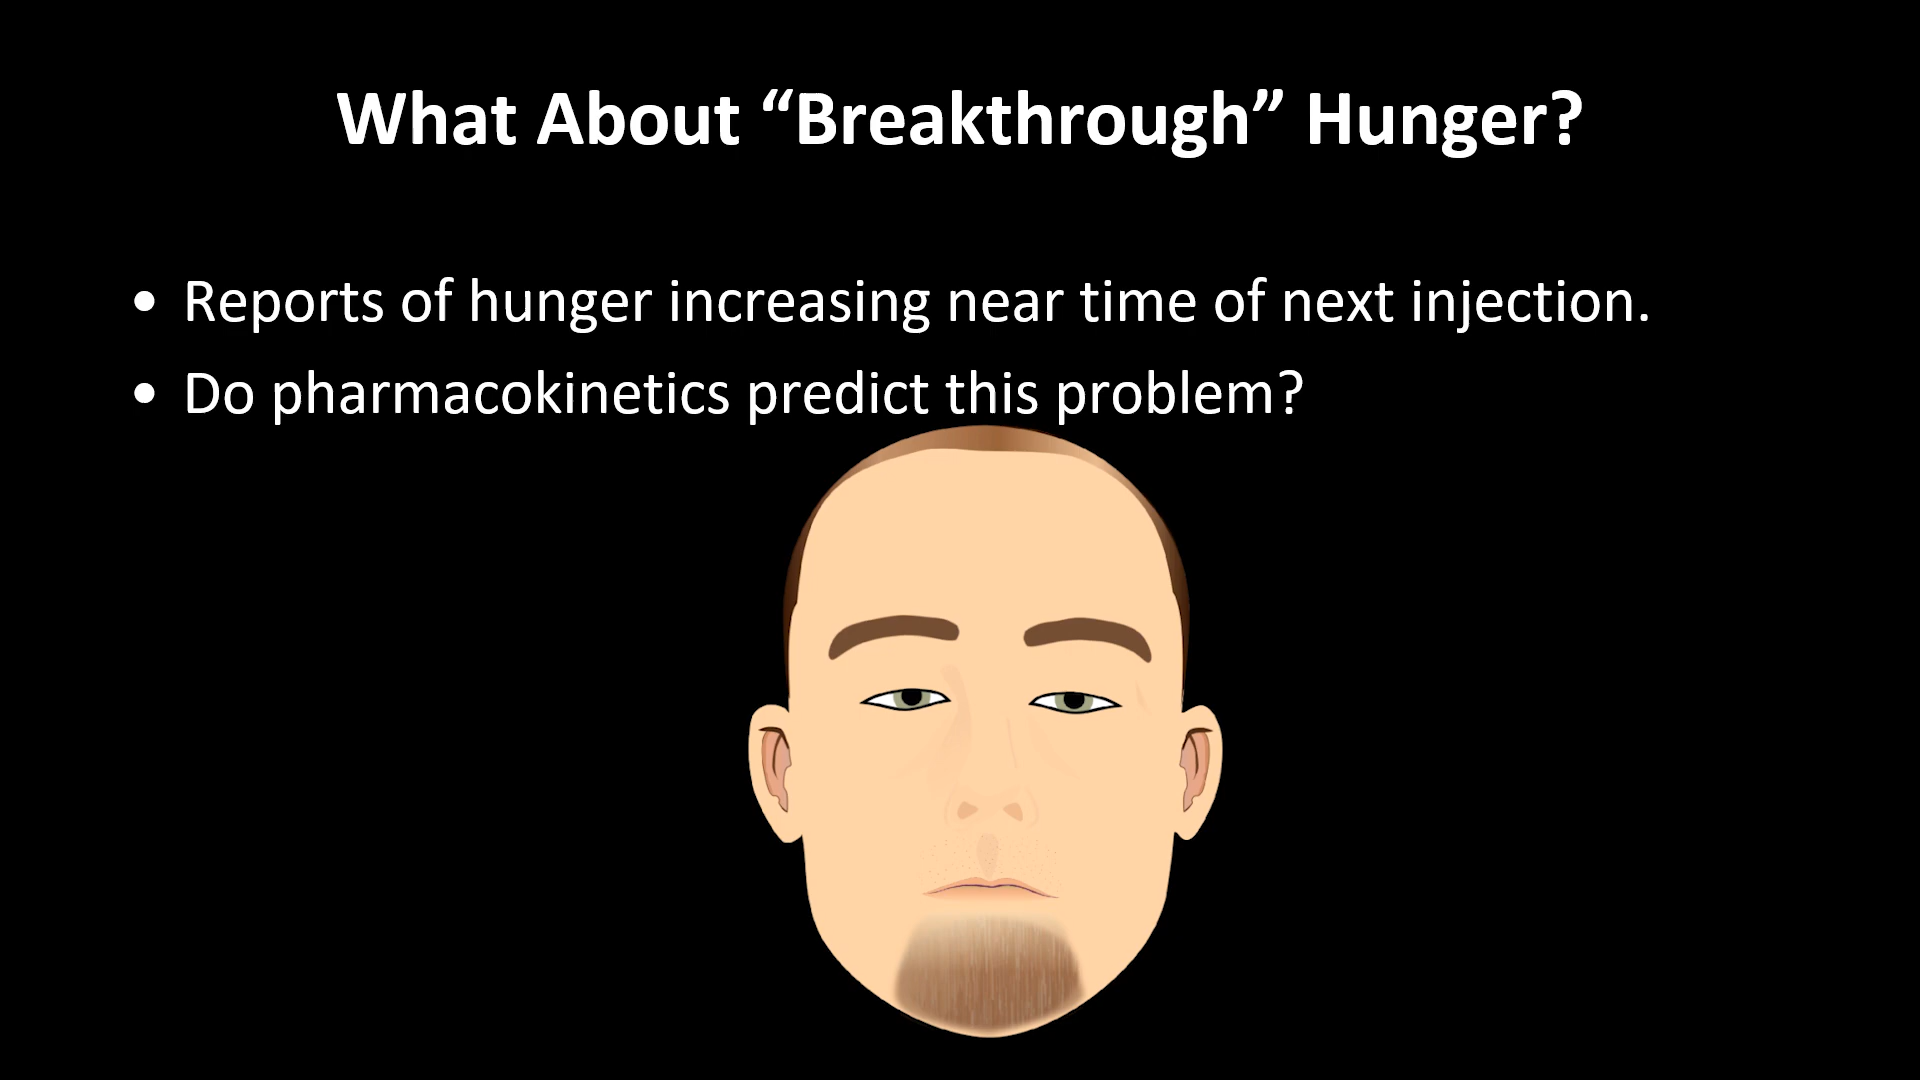 What About “Breakthrough” Hunger?
• Reports of hunger increasing near time of next injection.
• Do pharmacokinetics predict this problem?